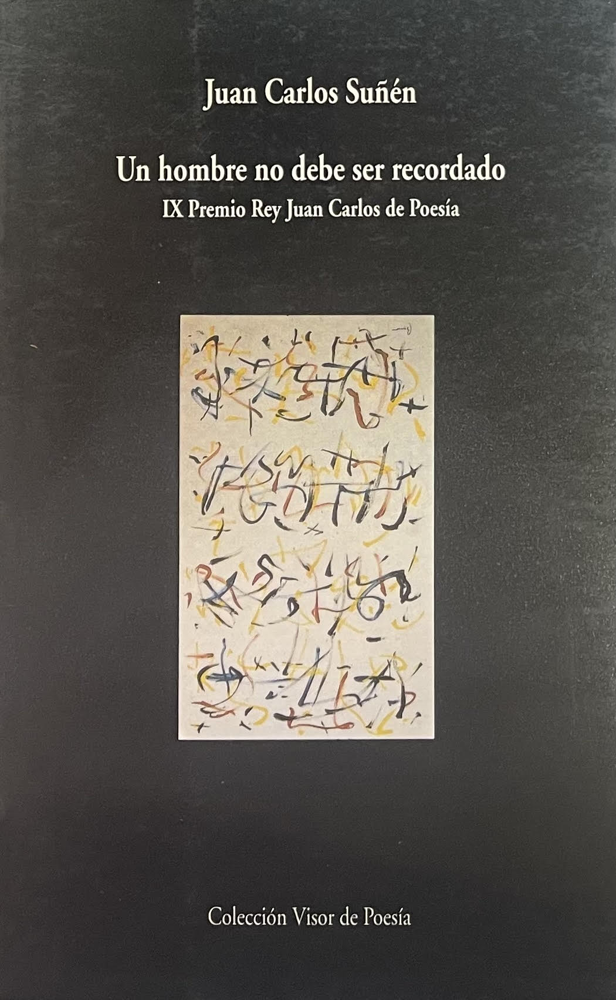 Juan Carlos Suñén
Un hombre no debe ser recordado
IX Premio Rey Juan Carlos de Poesía
Colección Visor de Poesía